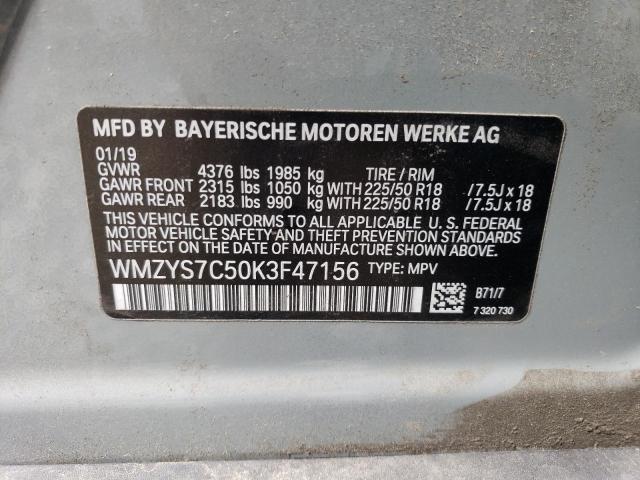 MFD BY BAYERISCHE MOTOREN WERKE AG
01/19
GVWR 4376 lbs 1985 kg TIRE / RIM
GAWR FRONT 2315 lbs 1050 kg WITH 225/50 R18 / 7.5J x 18
GAWR REAR 2183 lbs 990 kg WITH 225/50 R18 / 7.5J x 18
THIS VEHICLE CONFORMS TO ALL APPLICABLE U.S. FEDERAL
MOTOR VEHICLE SAFETY BUMPER, AND THEFT PREVENTION
STANDARDS IN EFFECT ON THE DATE OF MANUFACTURE SHOWN ABOVE.
WMZYS7C50K3F47156 TYPE: MPV
B71/7
7 320 730